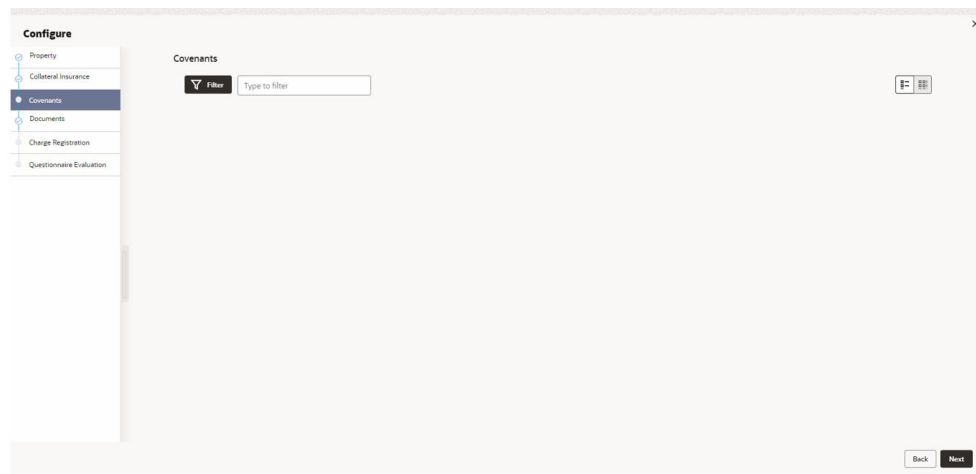 Configure
Property
Collateral Insurance
Covenants
Documents
Charge Registration
Questionnaire Evaluation
Covenants
Filter
Type to filter
Back
Next